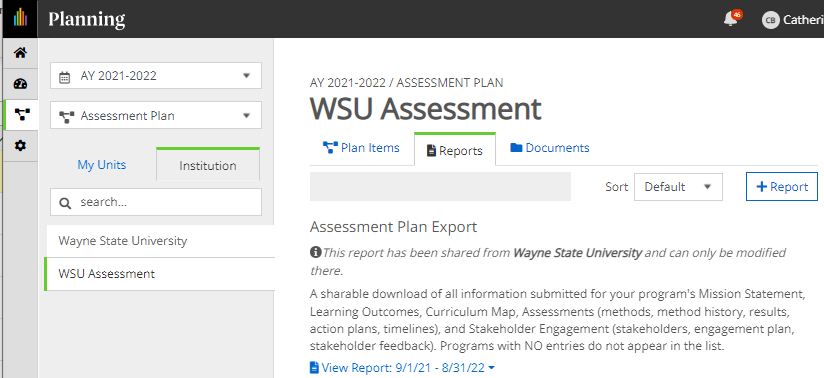 Planning
46
CB Catheri
AY 2021-2022
Assessment Plan
My Units
Institution
search...
Wayne State University
WSU Assessment
AY 2021-2022 / ASSESSMENT PLAN
WSU Assessment
Plan Items
Reports
Documents
Sort
Default
+ Report
Assessment Plan Export
This report has been shared from Wayne State University and can only be modified
there.
A sharable download of all information submitted for your program's Mission Statement,
Learning Outcomes, Curriculum Map, Assessments (methods, method history, results,
action plans, timelines), and Stakeholder Engagement (stakeholders, engagement plan,
stakeholder feedback). Programs with NO entries do not appear in the list.
View Report: 9/1/21 - 8/31/22